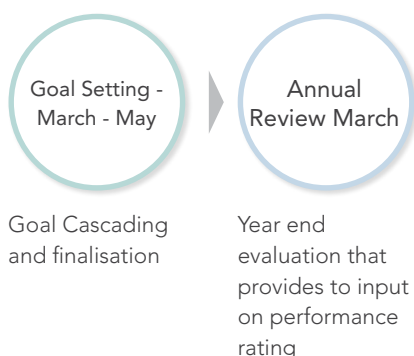 Goal Setting -
March - May
Annual
Review March
Goal Cascading
and finalisation
Year end
evaluation that
provides to input
on performance
rating